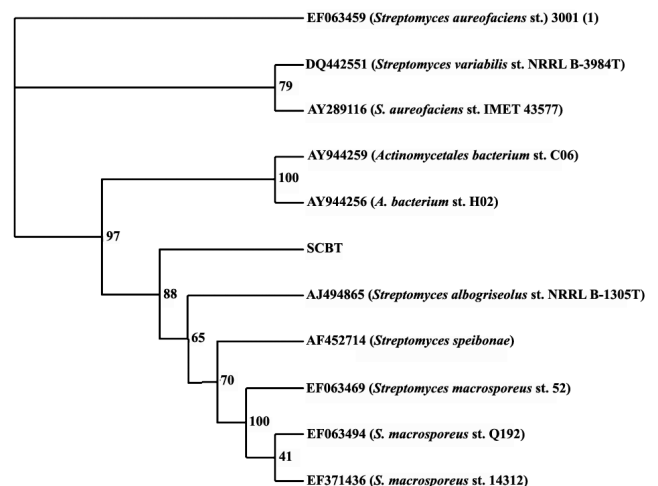 EF063459 (Streptomyces aureofaciens st.) 3001 (1)
DQ442551 (Streptomyces variabilis st. NRRL B-3984T)
79
AY289116 (S. aureofaciens st. IMET 43577)
AY944259 (Actinomycetales bacterium st. C06)
100
AY944256 (A. bacterium st. H02)
97
SCBT
88
AJ494865 (Streptomyces albogriseolus st. NRRL B-1305T)
65
AF452714 (Streptomyces speibonae)
70
EF063469 (Streptomyces macrosporeus st. 52)
100
EF063494 (S. macrosporeus st. Q192)
41
EF371436 (S. macrosporeus st. 14312)